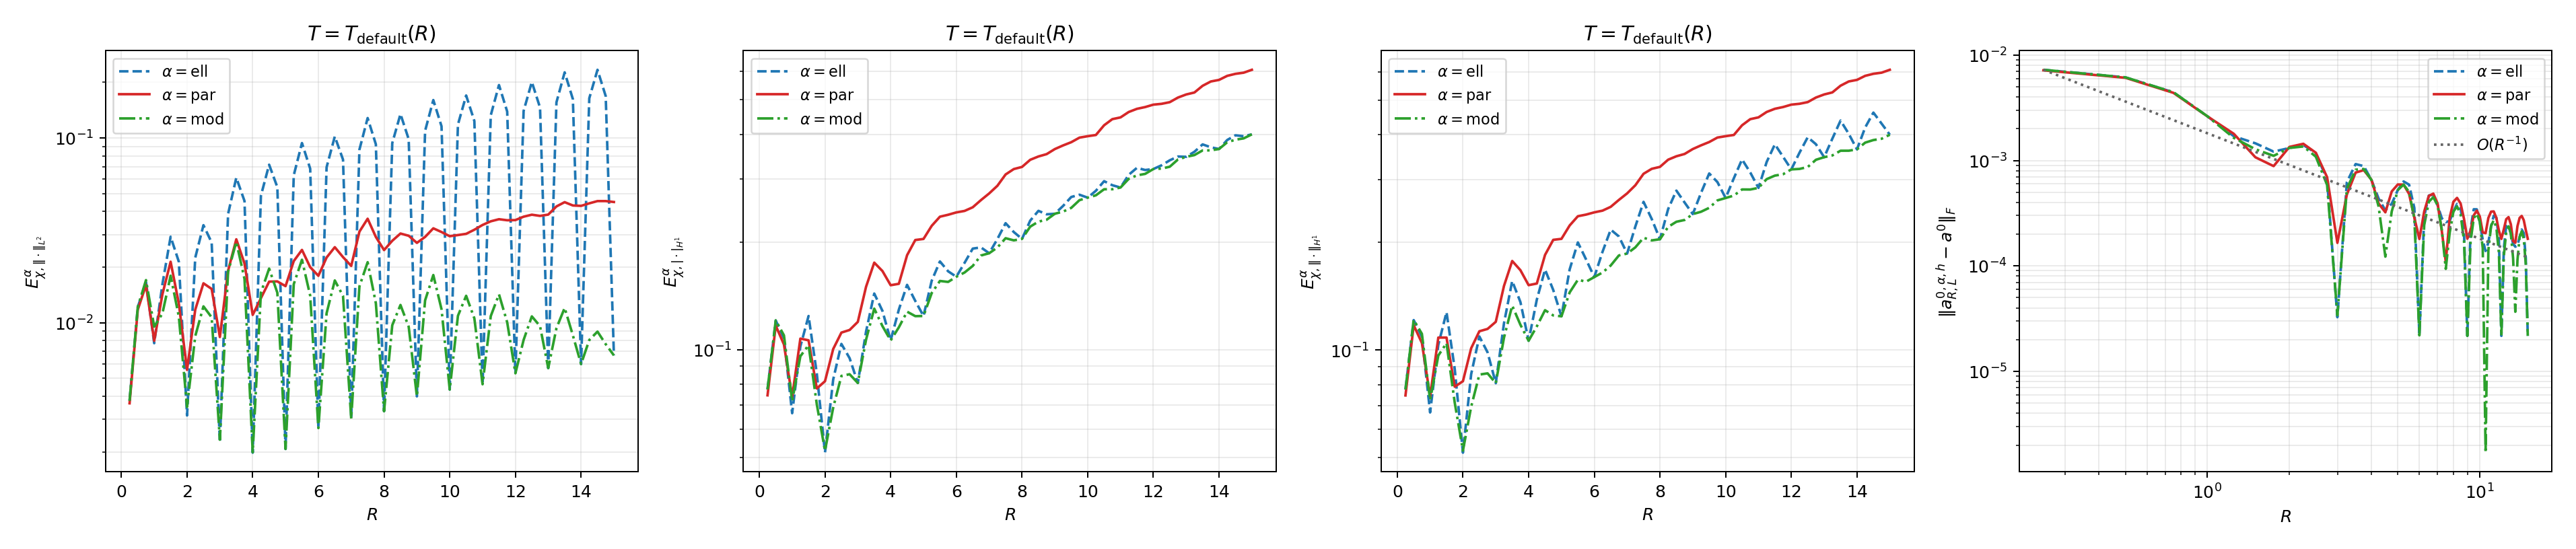 T = T_default(R)
α = ell
α = par
α = mod
10^{-1}
10^{-2}
E^α_{χ,‖·‖_{L^2}}
0 2 4 6 8 10 12 14
R
T = T_default(R)
α = ell
α = par
α = mod
10^{-1}
E^α_{χ,|·|_{H^1}}
0 2 4 6 8 10 12 14
R
T = T_default(R)
α = ell
α = par
α = mod
10^{-1}
E^α_{χ,‖·‖_{H^1}}
0 2 4 6 8 10 12 14
R
α = ell
α = par
α = mod
O(R^{-1})
10^{-2}
10^{-3}
10^{-4}
10^{-5}
‖a^{0,α,h}_{R,L} − a^0‖_F
10^0 10^1
R